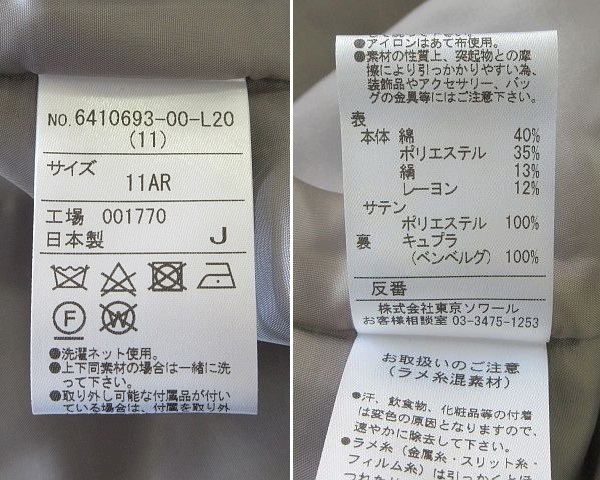 NO. 6410693-00-L20
(11)
サイズ
11AR
工場 001770
日本製 J
F
W
●洗濯ネット使用。
●上下同素材の場合は一緒に洗
って下さい。
●取り外し可能な付属品が付い
ている場合は、付属を取り外
●アイロンはあて布使用。
●素材の性質上、突起物との摩
擦により引っかかりやすい為、
装飾品やアクセサリー、バッ
グの金具等にはご注意下さい。
表
本体 綿 40%
ポリエステル 35%
絹 13%
レーヨン 12%
サテン
ポリエステル 100%
裏 キュプラ
(ベンベルグ) 100%
反番
株式会社東京ソワール
お客様相談室 03-3475-1253
お取扱いのご注意
(ラメ糸混素材)
●汗、飲食物、化粧品等の付着
は変色の原因となりますので、
速やかに除去して下さい。
●ラメ糸(金属糸・スリット糸・
フィルム糸)は引っかくとほ